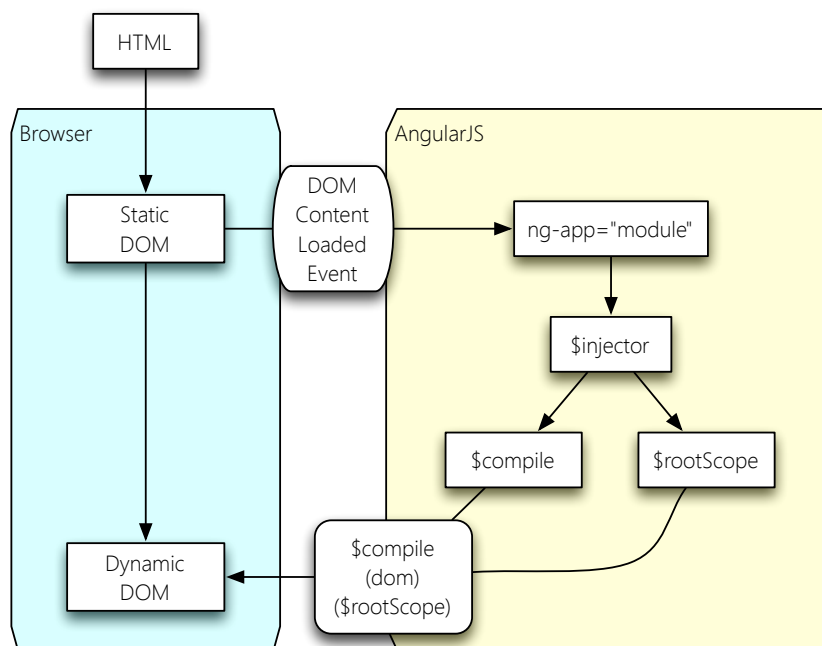 HTML
Browser
AngularJS
Static
DOM
DOM
Content
Loaded
Event
ng-app="module"
$injector
$compile
$rootScope
Dynamic
DOM
$compile
(dom)
($rootScope)